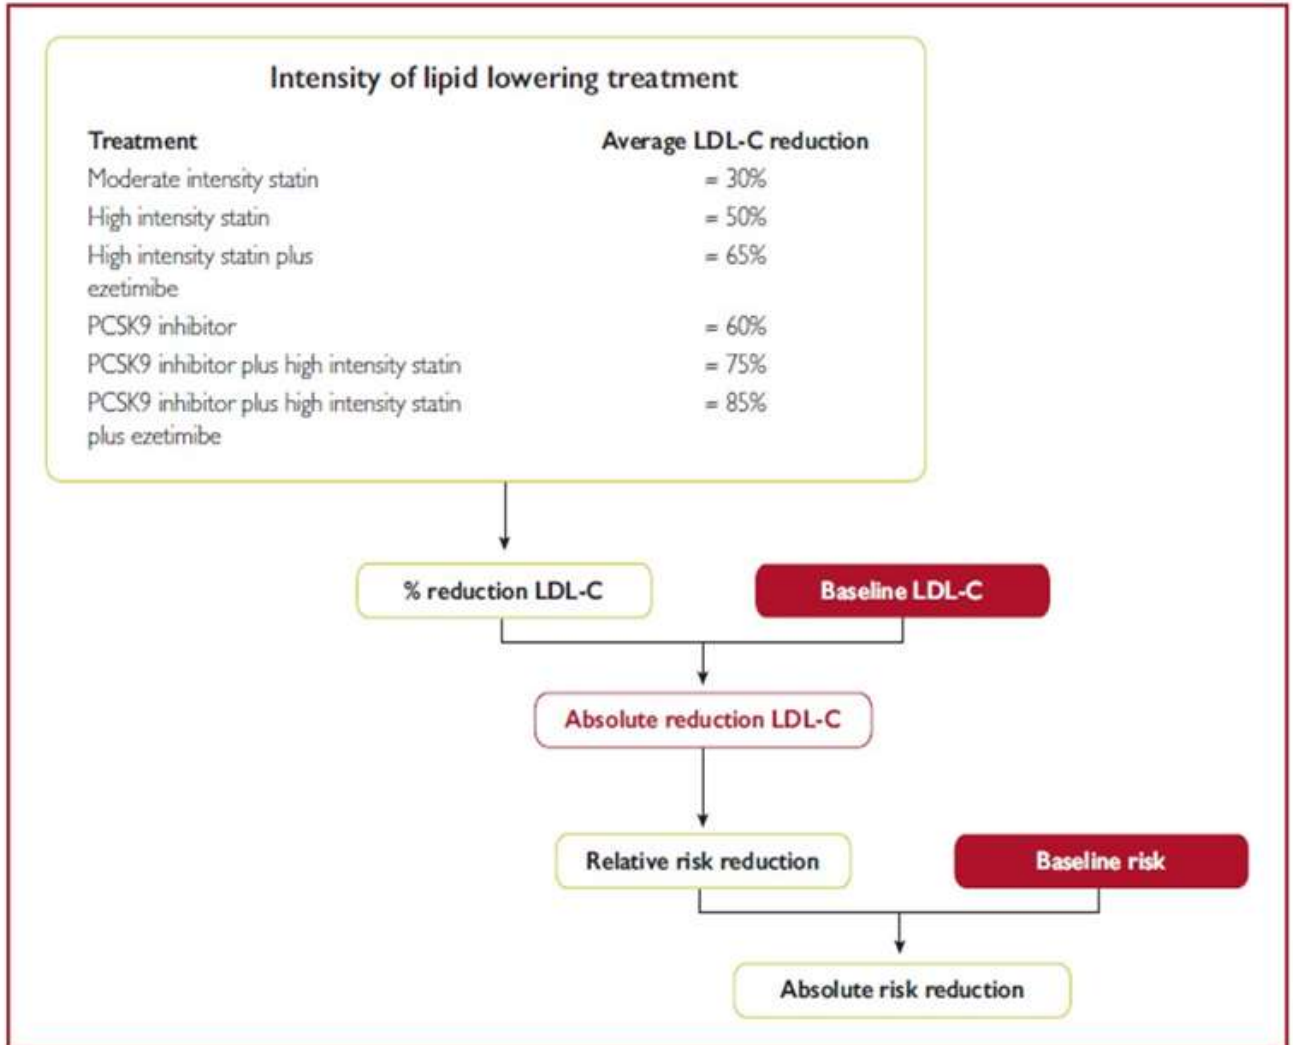 Intensity of lipid lowering treatment
Treatment Average LDL-C reduction
Moderate intensity statin = 30%
High intensity statin = 50%
High intensity statin plus = 65%
ezetimibe
PCSK9 inhibitor = 60%
PCSK9 inhibitor plus high intensity statin = 75%
PCSK9 inhibitor plus high intensity statin = 85%
plus ezetimibe
% reduction LDL-C Baseline LDL-C
Absolute reduction LDL-C
Relative risk reduction Baseline risk
Absolute risk reduction